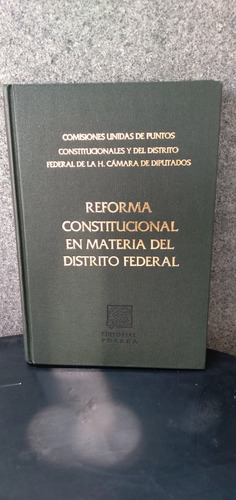 COMISIONES UNIDAS DE PUNTOS
CONSTITUCIONALES Y DEL DISTRITO
FEDERAL DE LA H. CÁMARA DE DIPUTADOS
REFORMA
CONSTITUCIONAL
EN MATERIA DEL
DISTRITO FEDERAL
EDITORIAL
PORRÚA